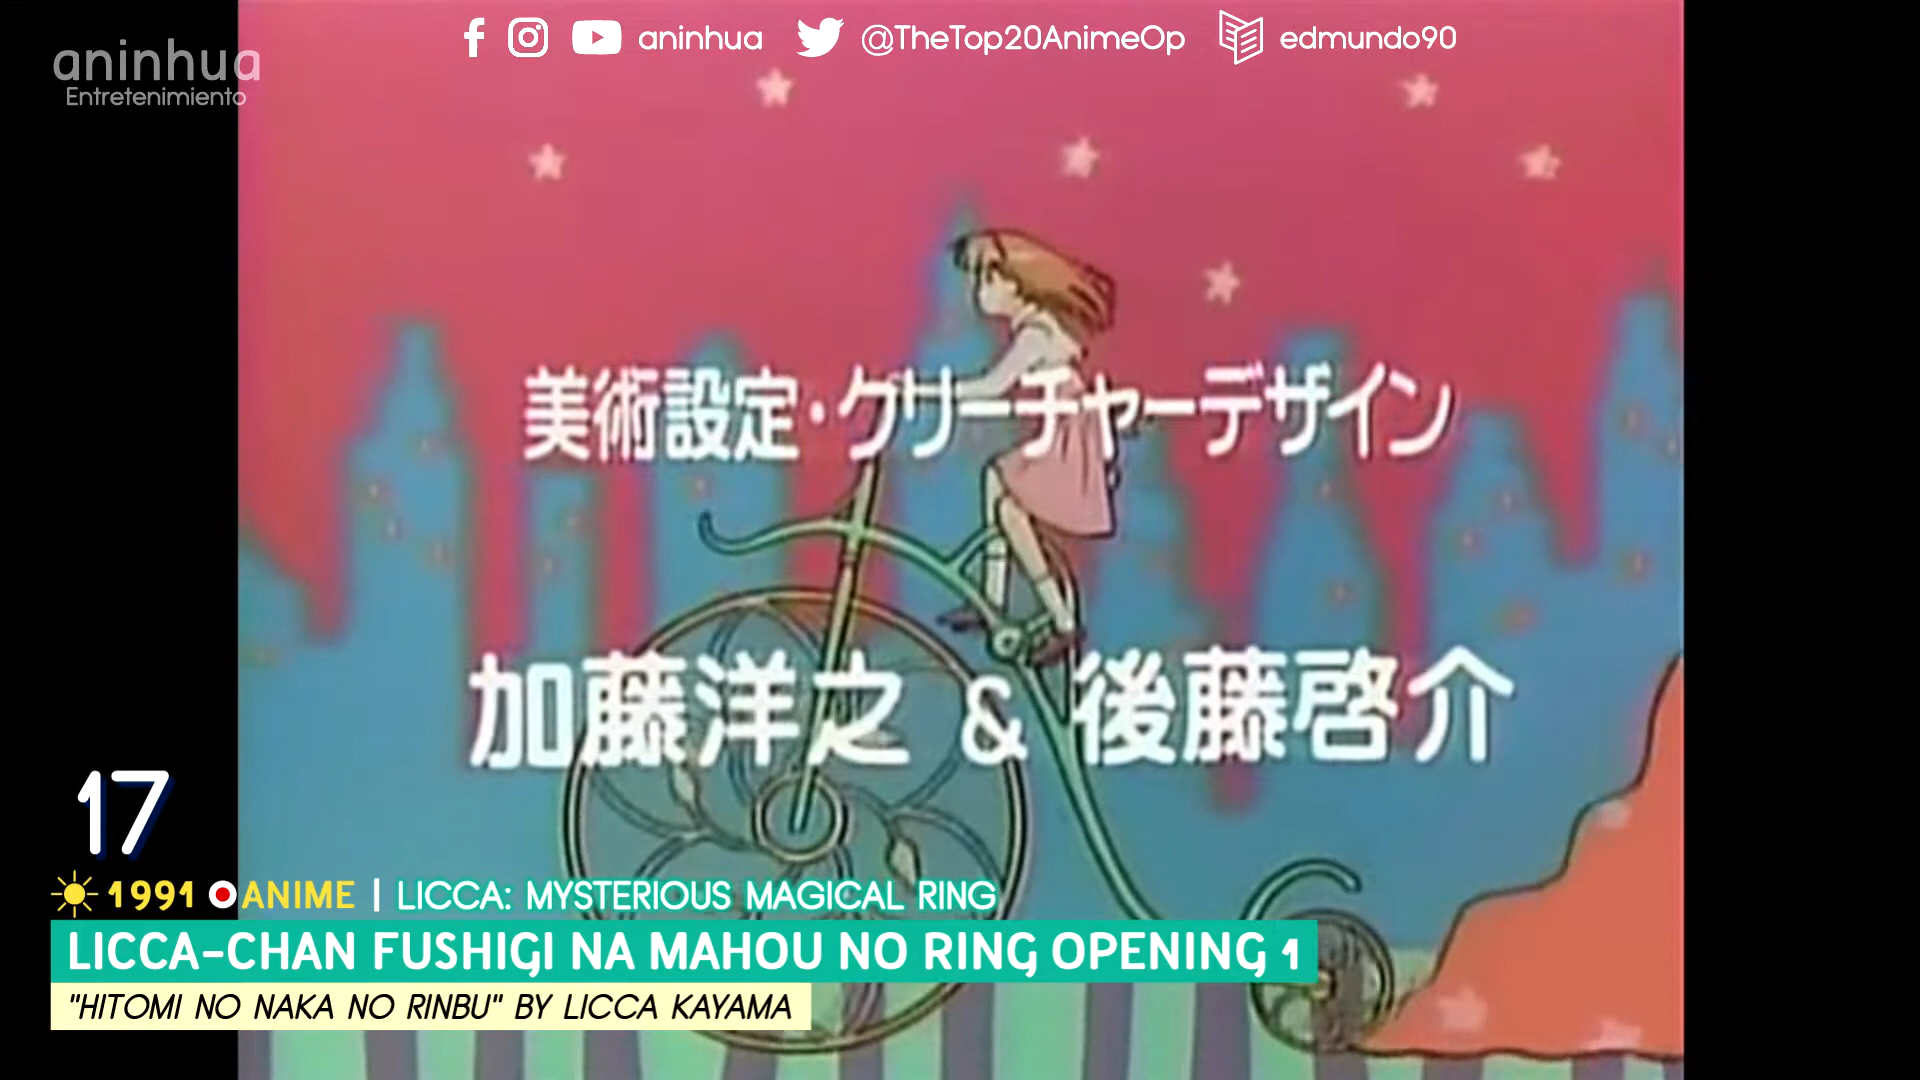 aninhua
Entretenimiento
aninhua @TheTop20AnimeOp edmundo90
美術設定・クリーチャーデザイン
加藤洋之 & 後藤啓介
17
1991 ANIME | LICCA: MYSTERIOUS MAGICAL RING
LICCA-CHAN FUSHIGI NA MAHOU NO RING OPENING 1
"HITOMI NO NAKA NO RINBU" BY LICCA KAYAMA